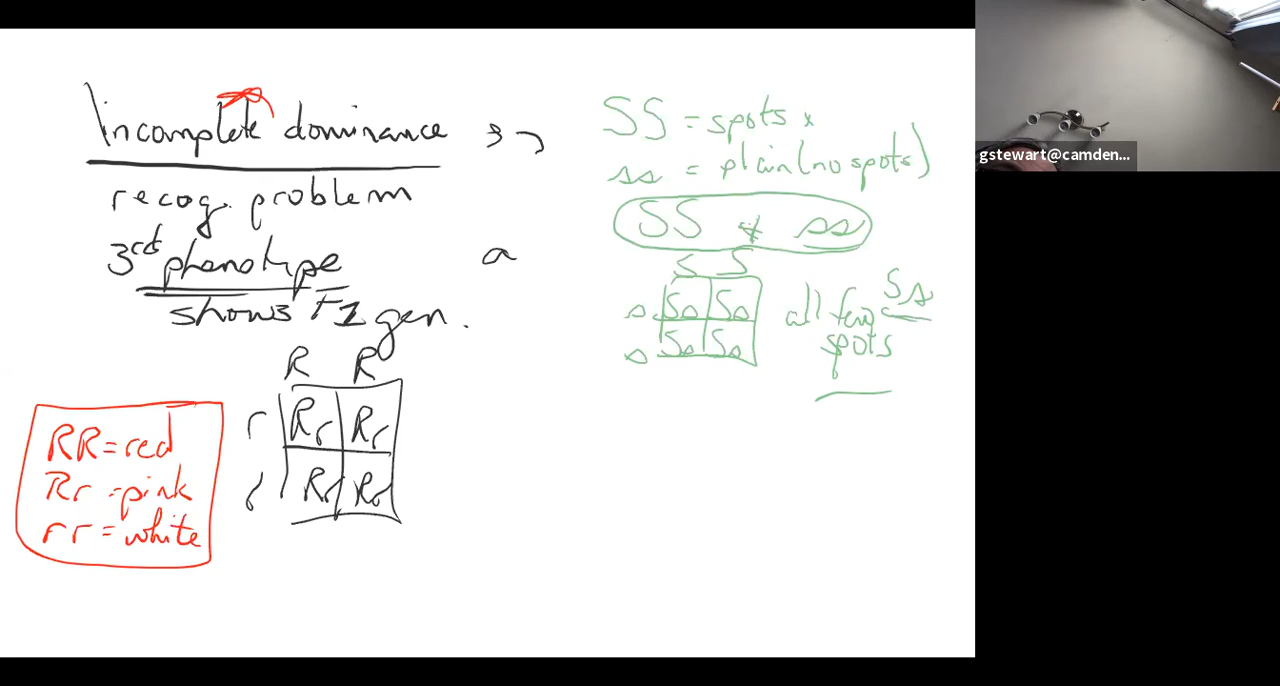 Incomplete dominance
recog. problem
3rd phenotype
shows F1 gen.
R R
r Rr Rr
r Rr Rr
RR = red
Rr = pink
rr = white
a
SS = spots x
ss = plain (no spots)
SS x ss
S S
s Ss Ss
s Ss Ss
all few Ss
spots
gstewart@camden...